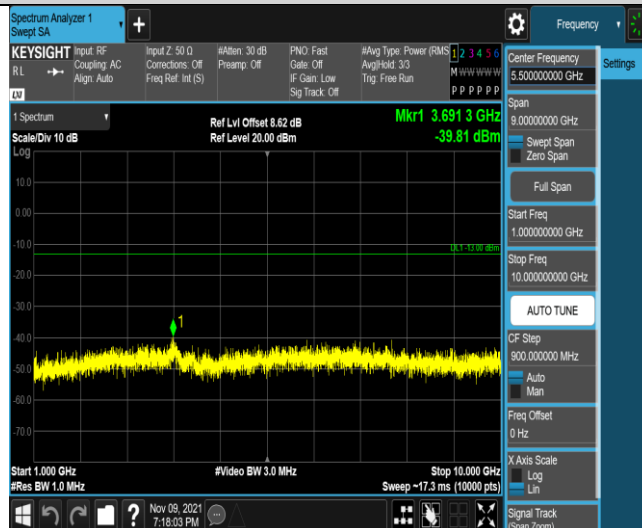 Spectrum Analyzer 1
Swept SA
+
Frequency
KEYSIGHT
RL
LXI
Input: RF
Coupling: AC
Align: Auto
Input Z: 50 Ω
Corrections: Off
Freq Ref: Int (S)
#Atten: 30 dB
Preamp: Off
PNO: Fast
Gate: Off
IF Gain: Low
Sig Track: Off
#Avg Type: Power (RMS
Avg|Hold: 3/3
Trig: Free Run
1 2 3 4 5 6
M W W W W W
P P P P P P
1 Spectrum
Scale/Div 10 dB
Log
Ref Lvl Offset 8.62 dB
Ref Level 20.00 dBm
Mkr1 3.691 3 GHz
-39.81 dBm
10.0
0.00
-10.0
DL1 -13.00 dBm
-20.0
-30.0
1
-40.0
-50.0
-60.0
-70.0
Start 1.000 GHz
#Res BW 1.0 MHz
#Video BW 3.0 MHz
Stop 10.000 GHz
Sweep ~17.3 ms (10000 pts)
?
Nov 09, 2021
7:18:03 PM
Center Frequency
5.500000000 GHz
Span
9.00000000 GHz
Swept Span
Zero Span
Full Span
Start Freq
1.000000000 GHz
Stop Freq
10.000000000 GHz
AUTO TUNE
CF Step
900.000000 MHz
Auto
Man
Freq Offset
0 Hz
X Axis Scale
Log
Lin
Signal Track
(Span Zoom)
Settings